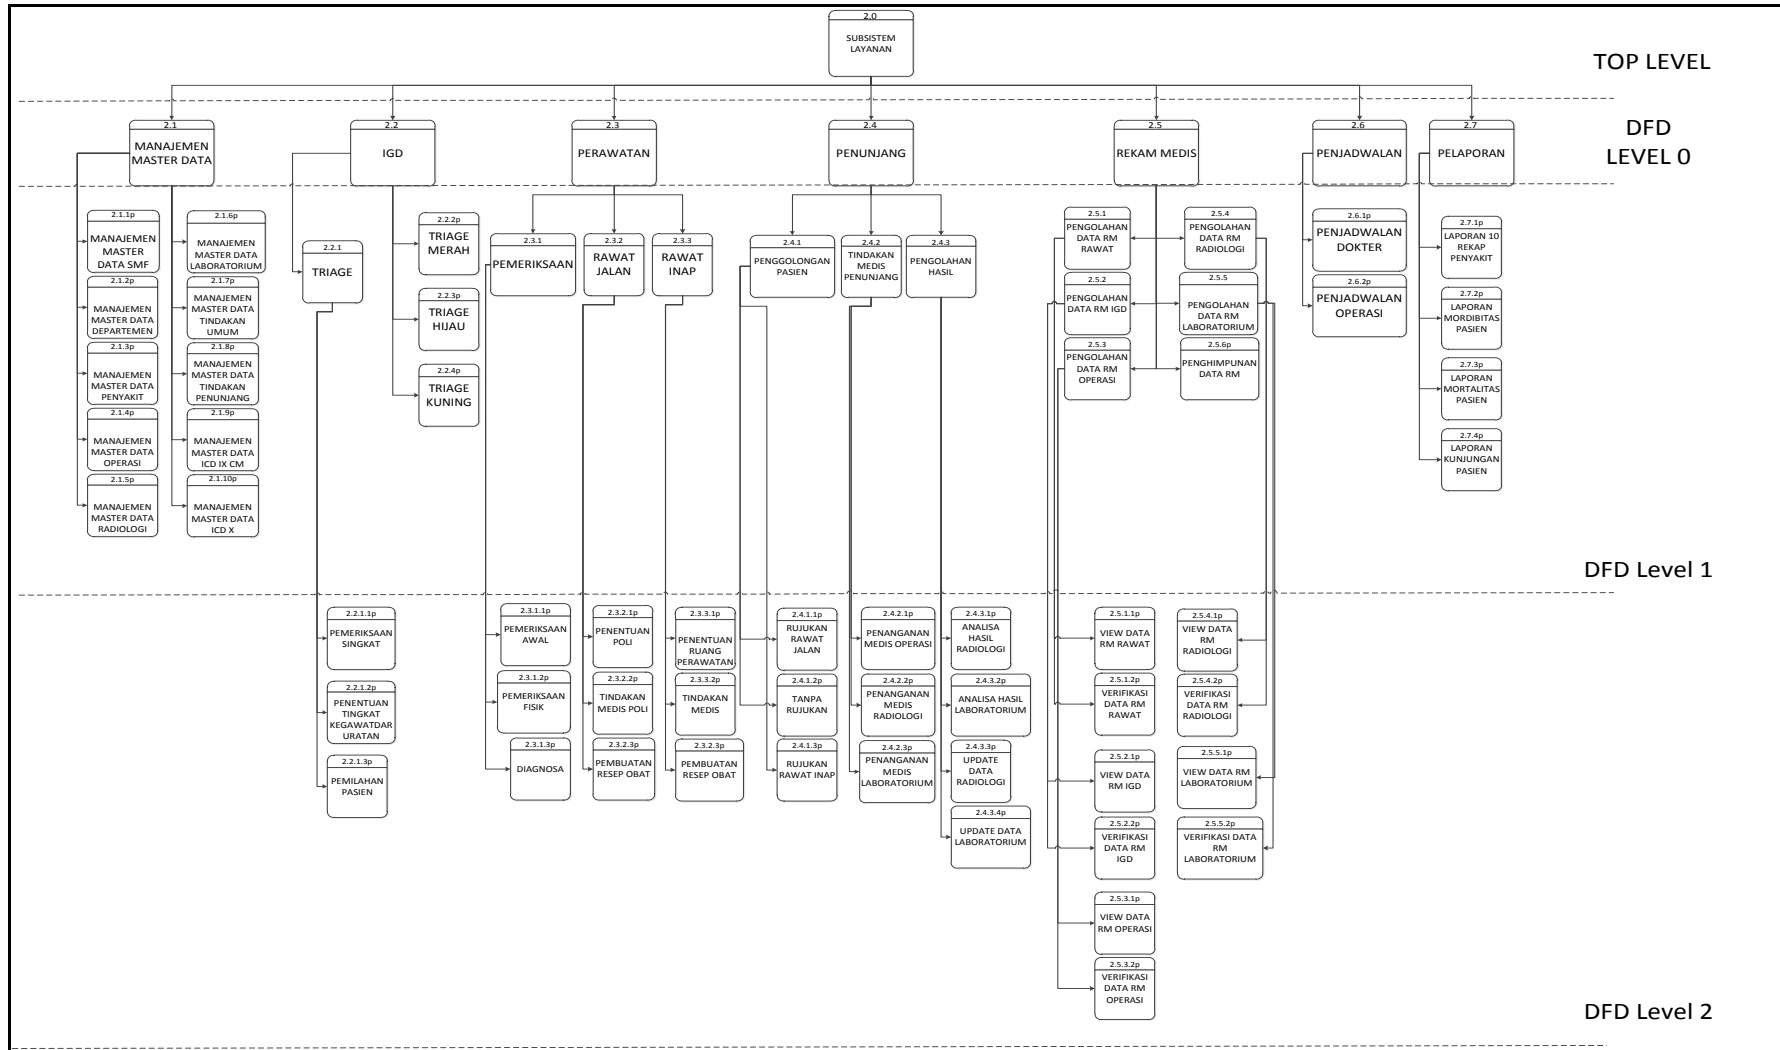 2.0
SUBSISTEM
LAYANAN
TOP LEVEL
2.1
MANAJEMEN
MASTER DATA
2.2
IGD
2.3
PERAWATAN
2.4
PENUNJANG
2.5
REKAM MEDIS
2.6
PENJADWALAN
2.7
PELAPORAN
DFD
LEVEL 0
2.1.1p
MANAJEMEN
MASTER
DATA SMF
2.1.2p
MANAJEMEN
MASTER DATA
DEPARTEMEN
2.1.3p
MANAJEMEN
MASTER DATA
PENYAKIT
2.1.4p
MANAJEMEN
MASTER DATA
OPERASI
2.1.5p
MANAJEMEN
MASTER DATA
RADIOLOGI
2.1.6p
MANAJEMEN
MASTER DATA
LABORATORIUM
2.1.7p
MANAJEMEN
MASTER DATA
TINDAKAN
UMUM
2.1.8p
MANAJEMEN
MASTER DATA
TINDAKAN
PENUNJANG
2.1.9p
MANAJEMEN
MASTER DATA
ICD IX CM
2.1.10p
MANAJEMEN
MASTER DATA
ICD X
2.2.1
TRIAGE
2.2.2p
TRIAGE
MERAH
2.2.3p
TRIAGE
HIJAU
2.2.4p
TRIAGE
KUNING
2.3.1
PEMERIKSAAN
2.3.2
RAWAT
JALAN
2.3.3
RAWAT
INAP
2.4.1
PENGGOLONGAN
PASIEN
2.4.2
TINDAKAN
MEDIS
PENUNJANG
2.4.3
PENGOLAHAN
HASIL
2.5.1
PENGOLAHAN
DATA RM
RAWAT
2.5.2
PENGOLAHAN
DATA RM IGD
2.5.3
PENGOLAHAN
DATA RM
OPERASI
2.5.4
PENGOLAHAN
DATA RM
RADIOLOGI
2.5.5
PENGOLAHAN
DATA RM
LABORATORIUM
2.5.6p
PENGHIMPUNAN
DATA RM
2.6.1p
PENJADWALAN
DOKTER
2.6.2p
PENJADWALAN
OPERASI
2.7.1p
LAPORAN 10
REKAP
PENYAKIT
2.7.2p
LAPORAN
MORDIBITAS
PASIEN
2.7.3p
LAPORAN
MORTALITAS
PASIEN
2.7.4p
LAPORAN
KUNJUNGAN
PASIEN
DFD Level 1
2.2.1.1p
PEMERIKSAAN
SINGKAT
2.2.1.2p
PENENTUAN
TINGKAT
KEGAWATDAR
URATAN
2.2.1.3p
PEMILAHAN
PASIEN
2.3.1.1p
PEMERIKSAAN
AWAL
2.3.1.2p
PEMERIKSAAN
FISIK
2.3.1.3p
DIAGNOSA
2.3.2.1p
PENENTUAN
POLI
2.3.2.2p
TINDAKAN
MEDIS POLI
2.3.2.3p
PEMBUATAN
RESEP OBAT
2.3.3.1p
PENENTUAN
RUANG
PERAWATAN
2.3.3.2p
TINDAKAN
MEDIS
2.3.2.3p
PEMBUATAN
RESEP OBAT
2.4.1.1p
RUJUKAN
RAWAT
JALAN
2.4.1.2p
TANPA
RUJUKAN
2.4.1.3p
RUJUKAN
RAWAT INAP
2.4.2.1p
PENANGANAN
MEDIS OPERASI
2.4.2.2p
PENANGANAN
MEDIS
RADIOLOGI
2.4.2.3p
PENANGANAN
MEDIS
LABORATORIUM
2.4.3.1p
ANALISA
HASIL
RADIOLOGI
2.4.3.2p
ANALISA HASIL
LABORATORIUM
2.4.3.3p
UPDATE
DATA
RADIOLOGI
2.4.3.4p
UPDATE DATA
LABORATORIUM
2.5.1.1p
VIEW DATA
RM RAWAT
2.5.1.2p
VERIFIKASI
DATA RM
RAWAT
2.5.2.1p
VIEW DATA
RM IGD
2.5.2.2p
VERIFIKASI
DATA RM
IGD
2.5.3.1p
VIEW DATA
RM OPERASI
2.5.3.2p
VERIFIKASI
DATA RM
OPERASI
2.5.4.1p
VIEW DATA
RM
RADIOLOGI
2.5.4.2p
VERIFIKASI
DATA RM
RADIOLOGI
2.5.5.1p
VIEW DATA RM
LABORATORIUM
2.5.5.2p
VERIFIKASI DATA
RM
LABORATORIUM
DFD Level 2